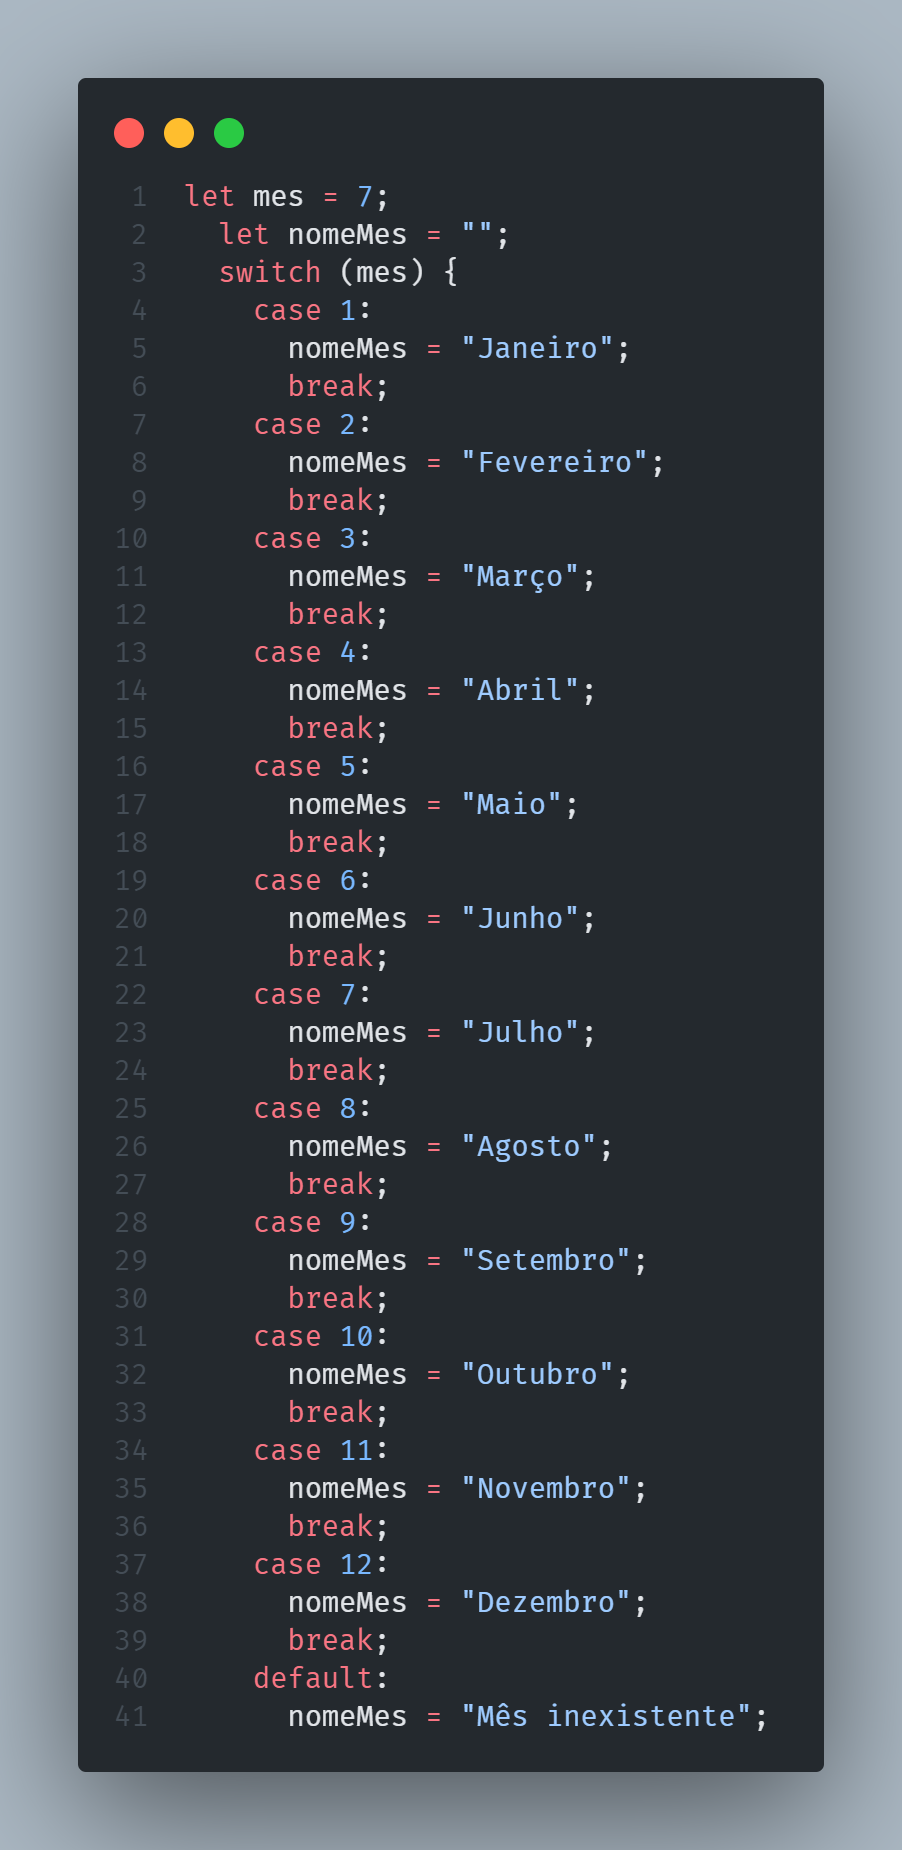 1 let mes = 7;
2 let nomeMes = "";
3 switch (mes) {
4 case 1:
5 nomeMes = "Janeiro";
6 break;
7 case 2:
8 nomeMes = "Fevereiro";
9 break;
10 case 3:
11 nomeMes = "Março";
12 break;
13 case 4:
14 nomeMes = "Abril";
15 break;
16 case 5:
17 nomeMes = "Maio";
18 break;
19 case 6:
20 nomeMes = "Junho";
21 break;
22 case 7:
23 nomeMes = "Julho";
24 break;
25 case 8:
26 nomeMes = "Agosto";
27 break;
28 case 9:
29 nomeMes = "Setembro";
30 break;
31 case 10:
32 nomeMes = "Outubro";
33 break;
34 case 11:
35 nomeMes = "Novembro";
36 break;
37 case 12:
38 nomeMes = "Dezembro";
39 break;
40 default:
41 nomeMes = "Mês inexistente";